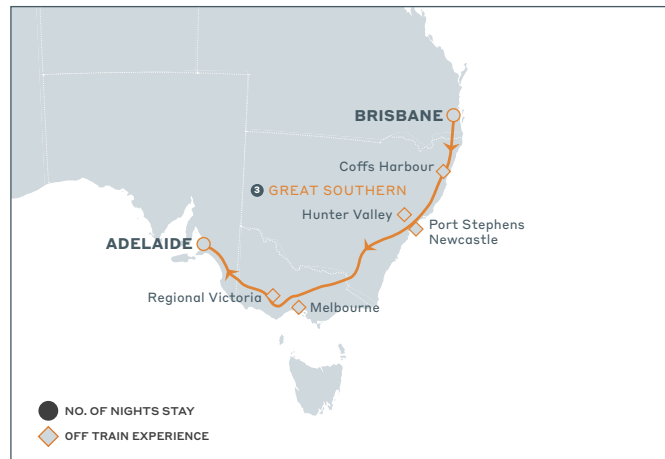 BRISBANE
Coffs Harbour
3 GREAT SOUTHERN
Hunter Valley
Port Stephens
Newcastle
ADELAIDE
Regional Victoria
Melbourne
NO. OF NIGHTS STAY
OFF TRAIN EXPERIENCE